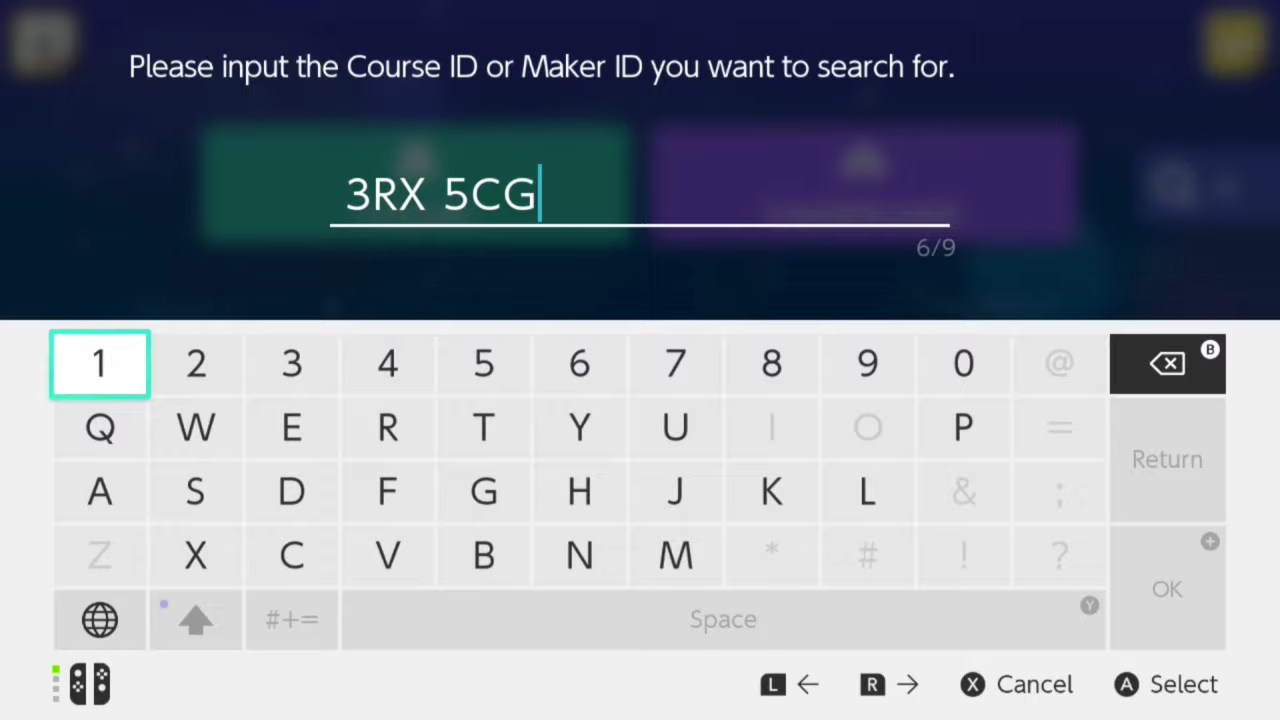 Please input the Course ID or Maker ID you want to search for.
3RX 5CG
6/9
1 2 3 4 5 6 7 8 9 0 @ B
Q W E R T Y U I O P =
Return
A S D F G H J K L & ;
Z X C V B N M * # ! ?
+
OK
#+= Space Y
L ← R → X Cancel A Select